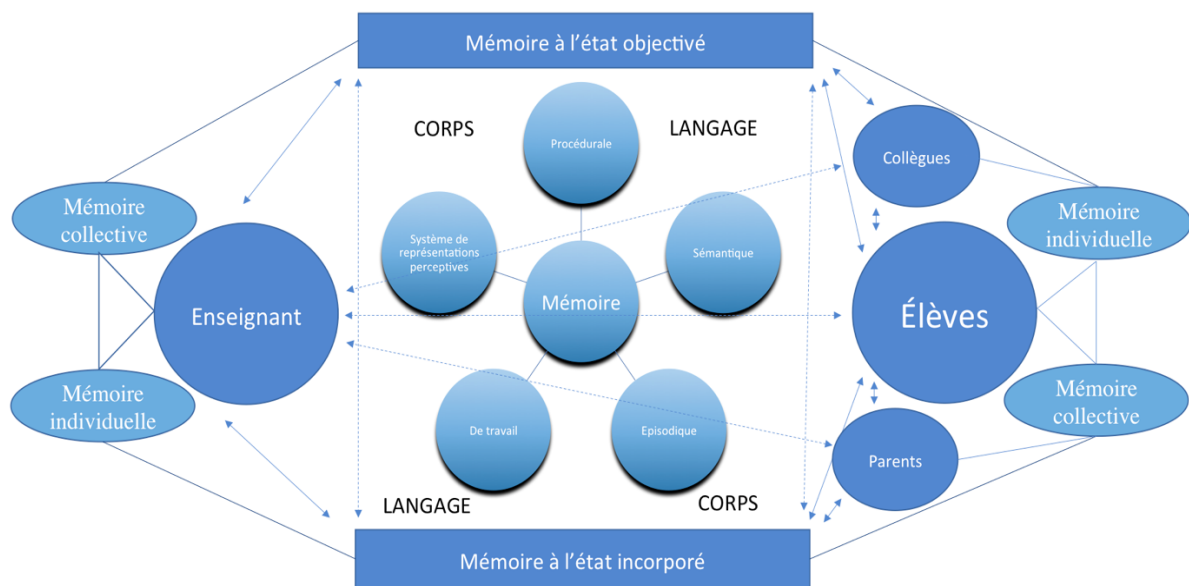 Mémoire à l'état objectivé
CORPS
LANGAGE
Procédurale
Collègues
Mémoire
collective
Mémoire
individuelle
Système de
représentations
perceptives
Sémantique
Enseignant
Mémoire
Élèves
Mémoire
individuelle
Mémoire
collective
De travail
Episodique
Parents
LANGAGE
CORPS
Mémoire à l'état incorporé